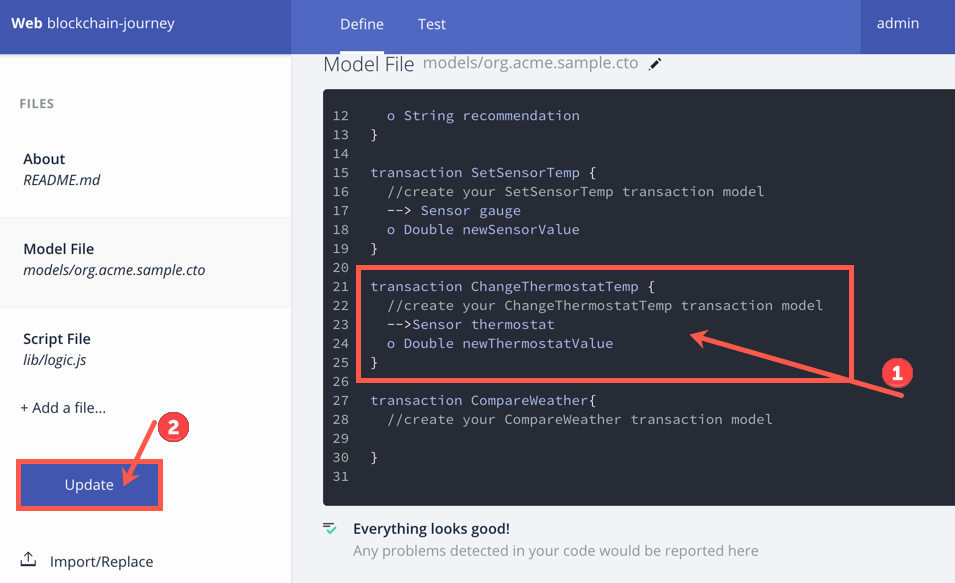 Web blockchain-journey
Define
Test
admin
FILES
About
README.md
Model File
models/org.acme.sample.cto
Script File
lib/logic.js
+ Add a file...
2
Update
Import/Replace
Model File models/org.acme.sample.cto
12 o String recommendation
13 }
14
15 transaction SetSensorTemp {
16 //create your SetSensorTemp transaction model
17 --> Sensor gauge
18 o Double newSensorValue
19 }
20
21 transaction ChangeThermostatTemp {
22 //create your ChangeThermostatTemp transaction model
23 -->Sensor thermostat
24 o Double newThermostatValue
25 }
26
27 transaction CompareWeather{
28 //create your CompareWeather transaction model
29
30 }
31
1
Everything looks good!
Any problems detected in your code would be reported here